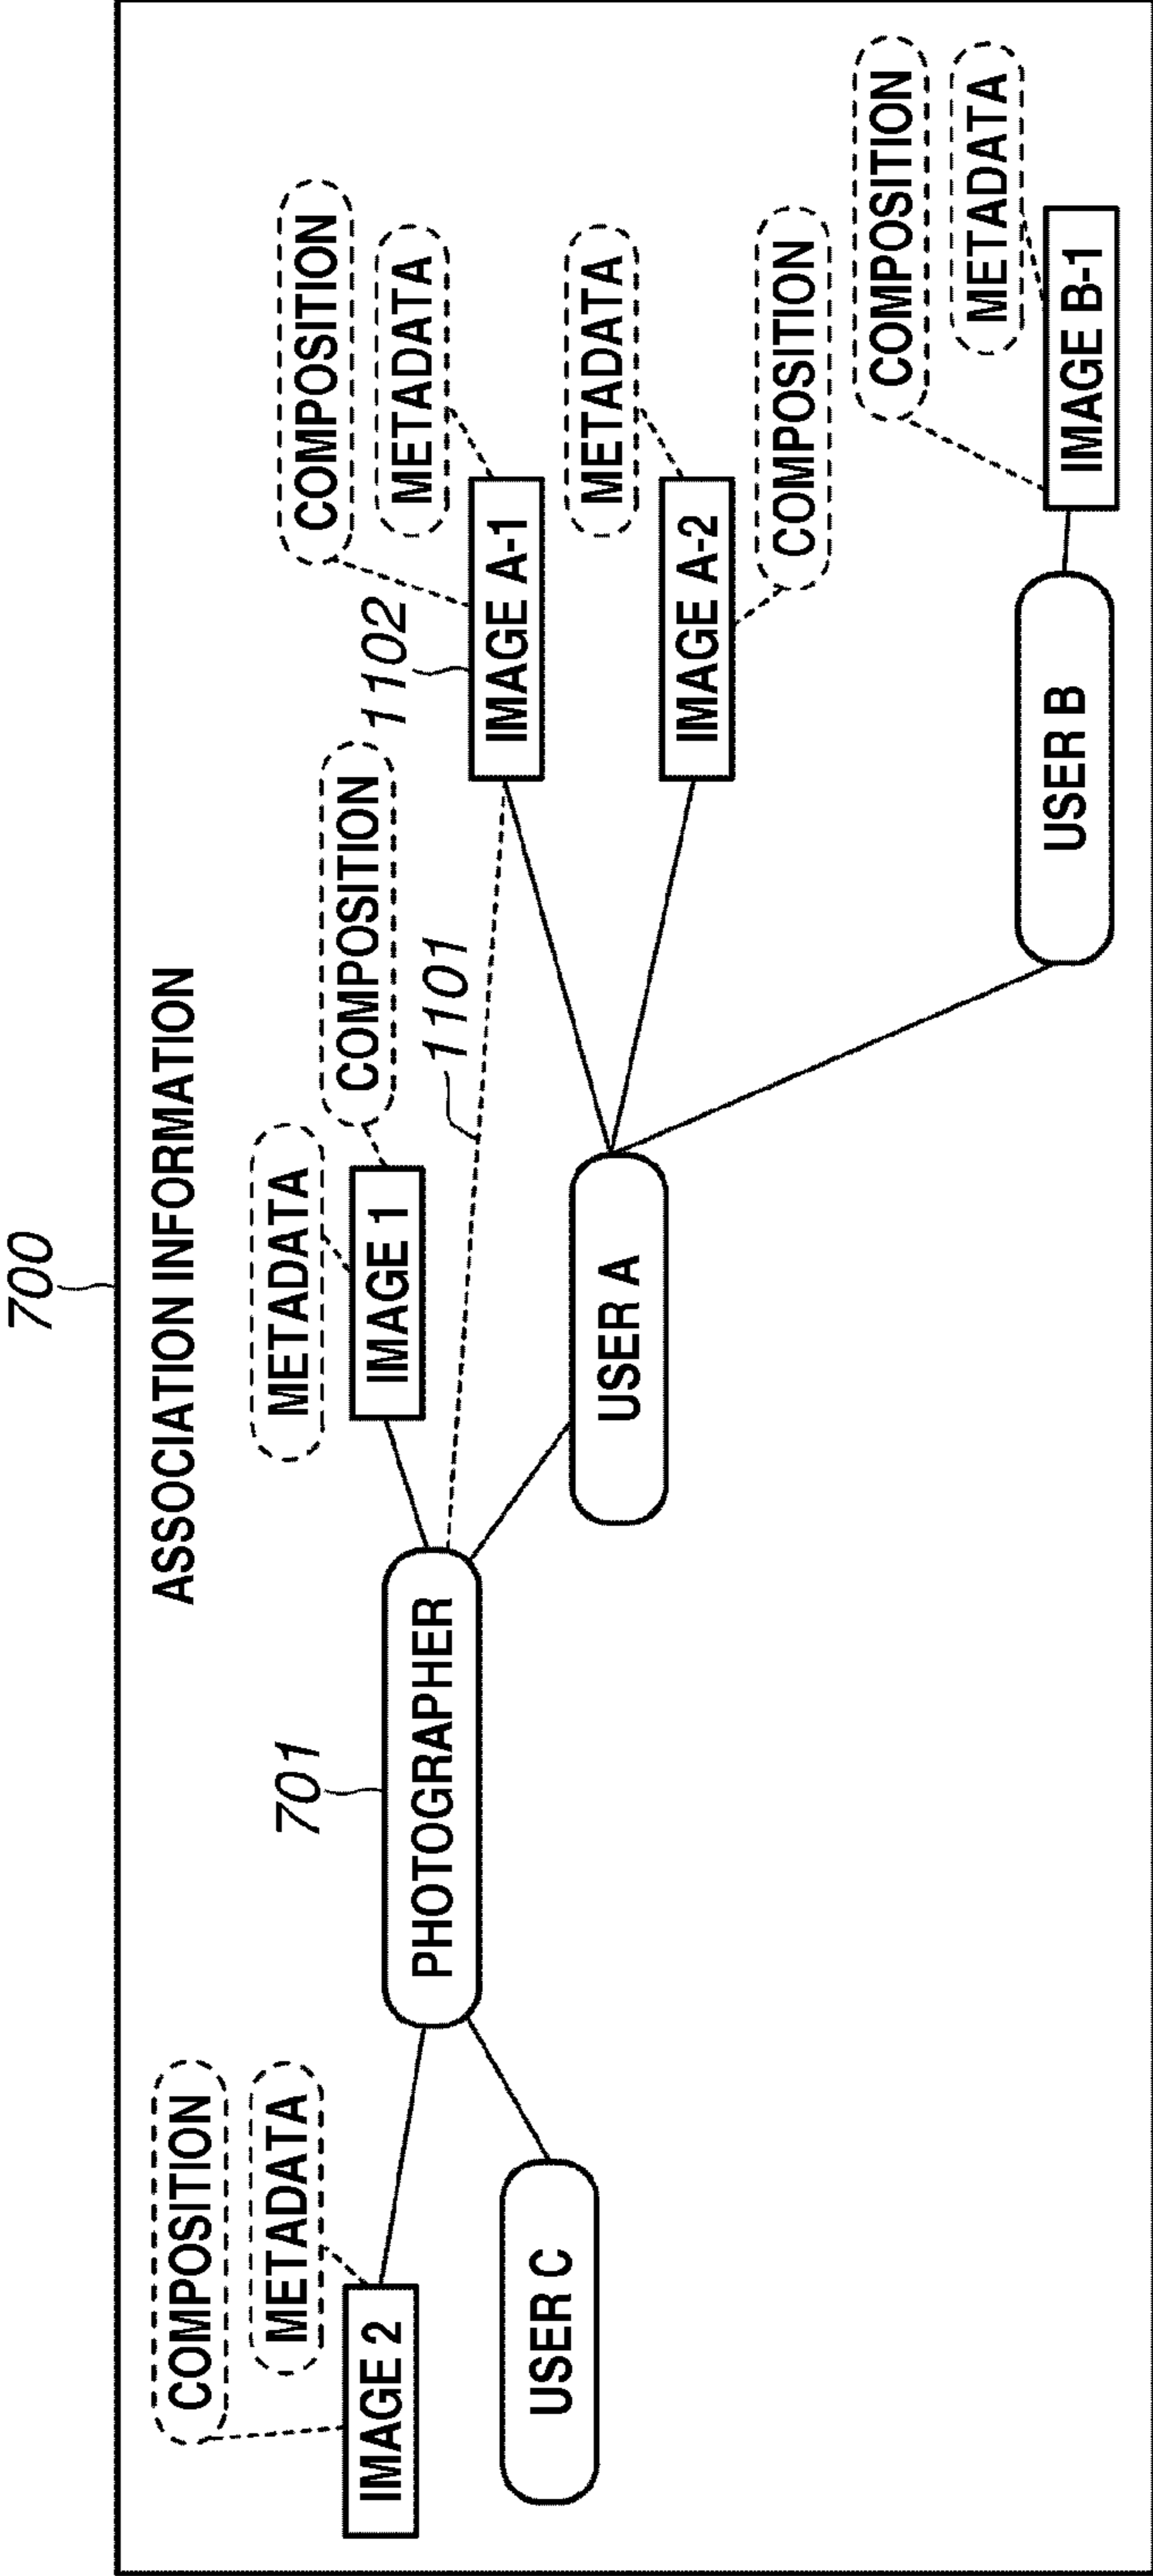 700
ASSOCIATION INFORMATION
COMPOSITION
METADATA
IMAGE 2
USER C
701
PHOTOGRAPHER
METADATA
IMAGE 1
COMPOSITION
1101
USER A
COMPOSITION
METADATA
1102
IMAGE A-1
METADATA
IMAGE A-2
COMPOSITION
USER B
COMPOSITION
METADATA
IMAGE B-1